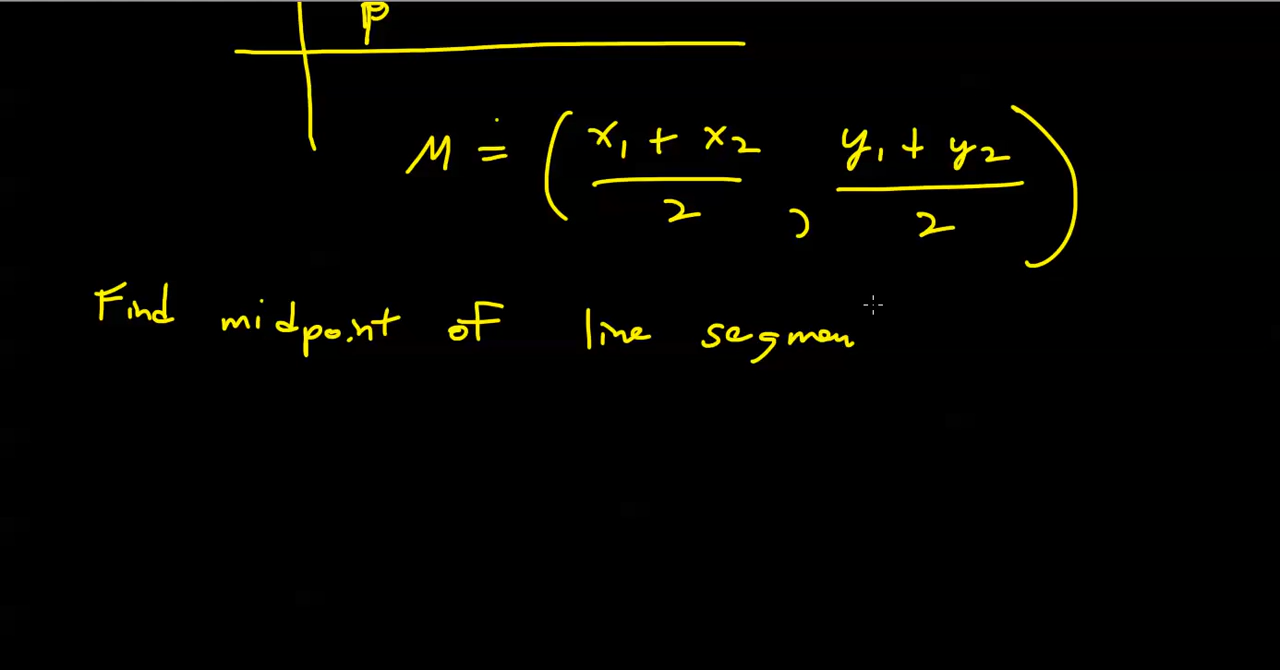 P
M = ( x₁ + x₂ / 2 , y₁ + y₂ / 2 )
Find midpoint of line segmen